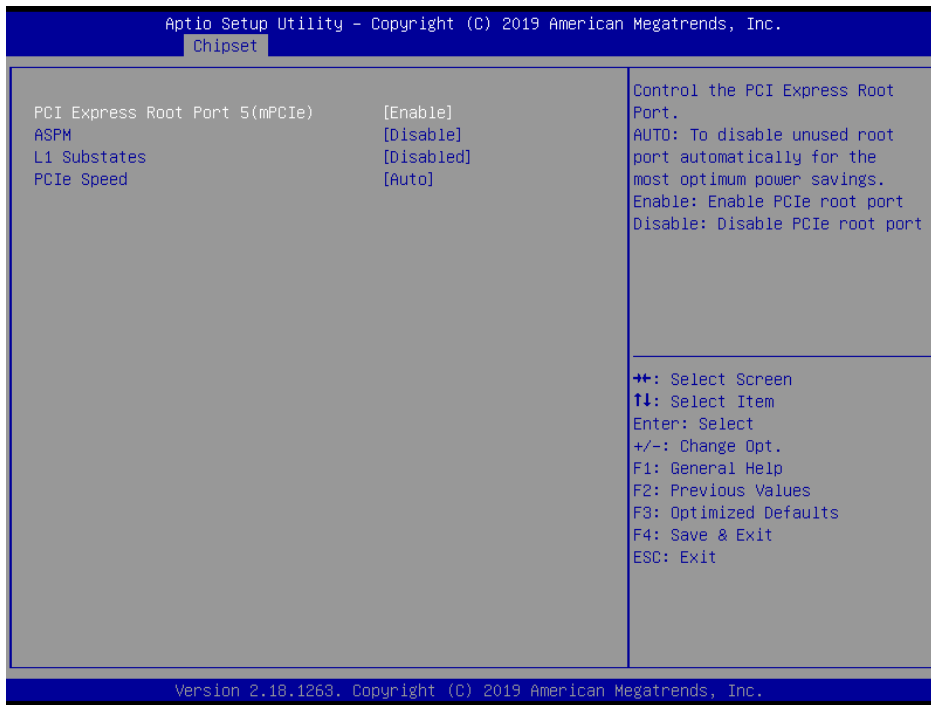 Aptio Setup Utility – Copyright (C) 2019 American Megatrends, Inc.
Chipset
PCI Express Root Port 5(mPCIe) [Enable]
ASPM [Disable]
L1 Substates [Disabled]
PCIe Speed [Auto]
Control the PCI Express Root
Port.
AUTO: To disable unused root
port automatically for the
most optimum power savings.
Enable: Enable PCIe root port
Disable: Disable PCIe root port
→←: Select Screen
↑↓: Select Item
Enter: Select
+/-: Change Opt.
F1: General Help
F2: Previous Values
F3: Optimized Defaults
F4: Save & Exit
ESC: Exit
Version 2.18.1263. Copyright (C) 2019 American Megatrends, Inc.